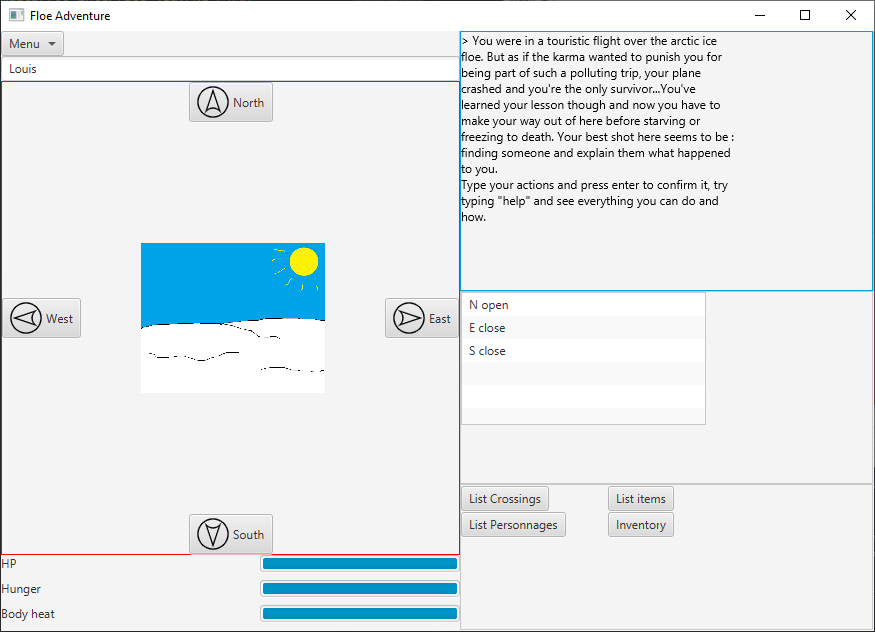 Floe Adventure
Menu
Louis
North
West
East
South
HP
Hunger
Body heat
> You were in a touristic flight over the arctic ice
floe. But as if the karma wanted to punish you for
being part of such a polluting trip, your plane
crashed and you're the only survivor...You've
learned your lesson though and now you have to
make your way out of here before starving or
freezing to death. Your best shot here seems to be :
finding someone and explain them what happened
to you.
Type your actions and press enter to confirm it, try
typing "help" and see everything you can do and
how.
N open
E close
S close
List Crossings
List items
List Personnages
Inventory